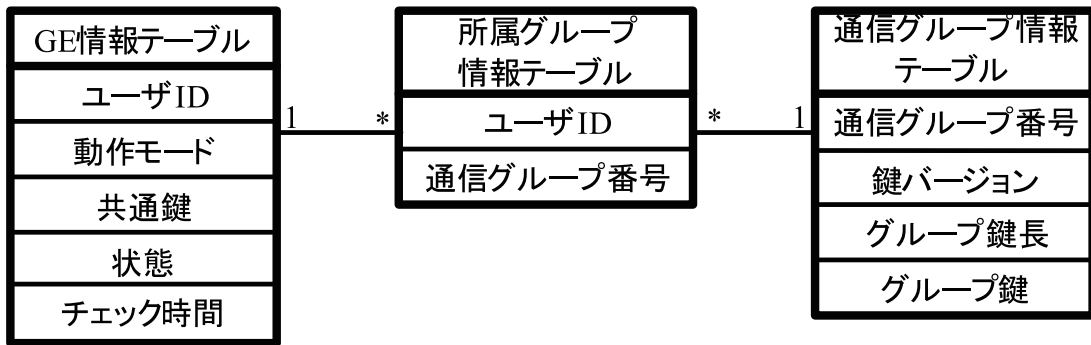 GE情報テーブル
ユーザID
動作モード
共通鍵
状態
チェック時間
1
*
所属グループ
情報テーブル
ユーザID
通信グループ番号
*
1
通信グループ情報
テーブル
通信グループ番号
鍵バージョン
グループ鍵長
グループ鍵